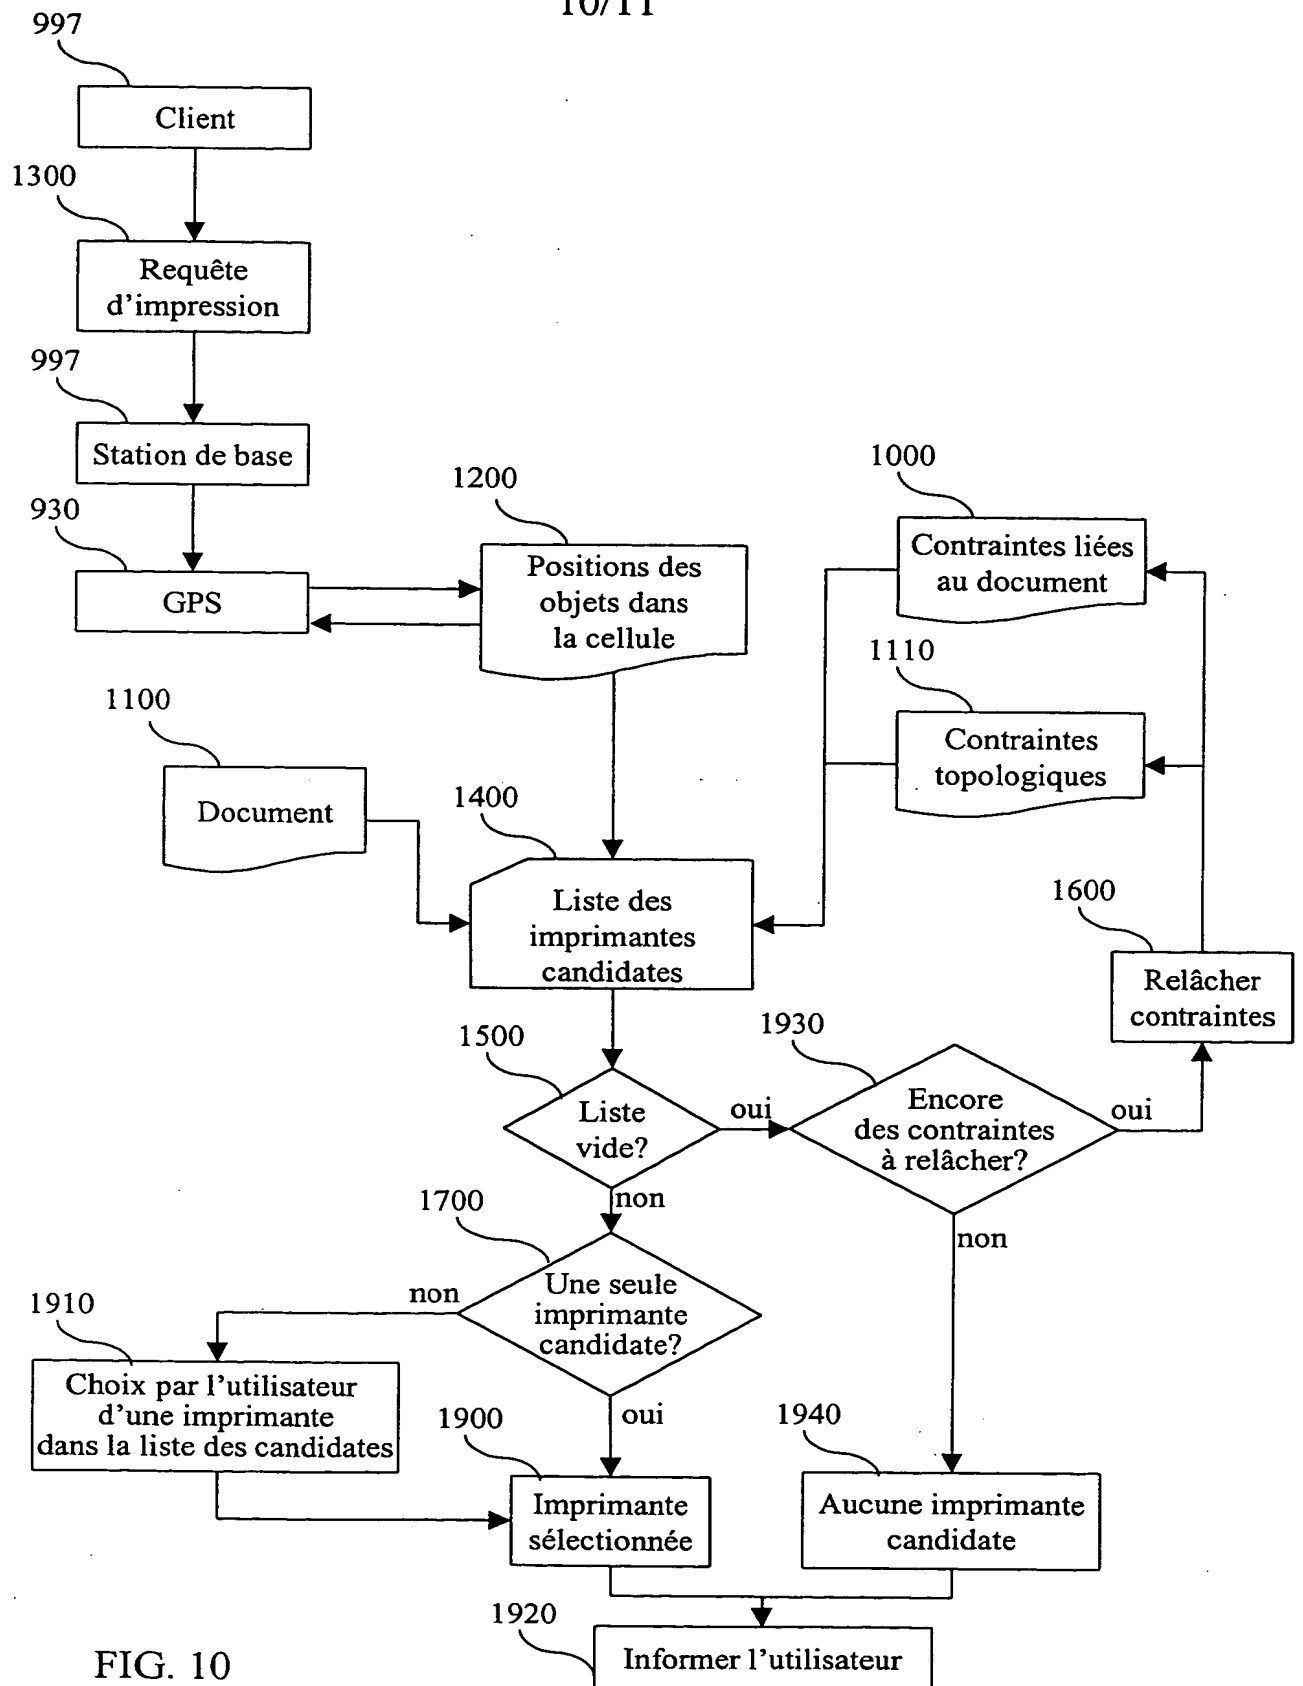 10/11
997
Client
1300
Requête
d'impression
997
Station de base
930
GPS
1200
Positions des
objets dans
la cellule
1000
Contraintes liées
au document
1110
Contraintes
topologiques
1100
Document
1400
Liste des
imprimantes
candidates
1600
Relâcher
contraintes
1500
Liste
vide?
oui
1930
Encore
des contraintes
à relâcher?
oui
non
non
1700
Une seule
imprimante
candidate?
non
oui
1910
Choix par l'utilisateur
d'une imprimante
dans la liste des candidates
1900
Imprimante
sélectionnée
1940
Aucune imprimante
candidate
1920
Informer l'utilisateur
FIG. 10